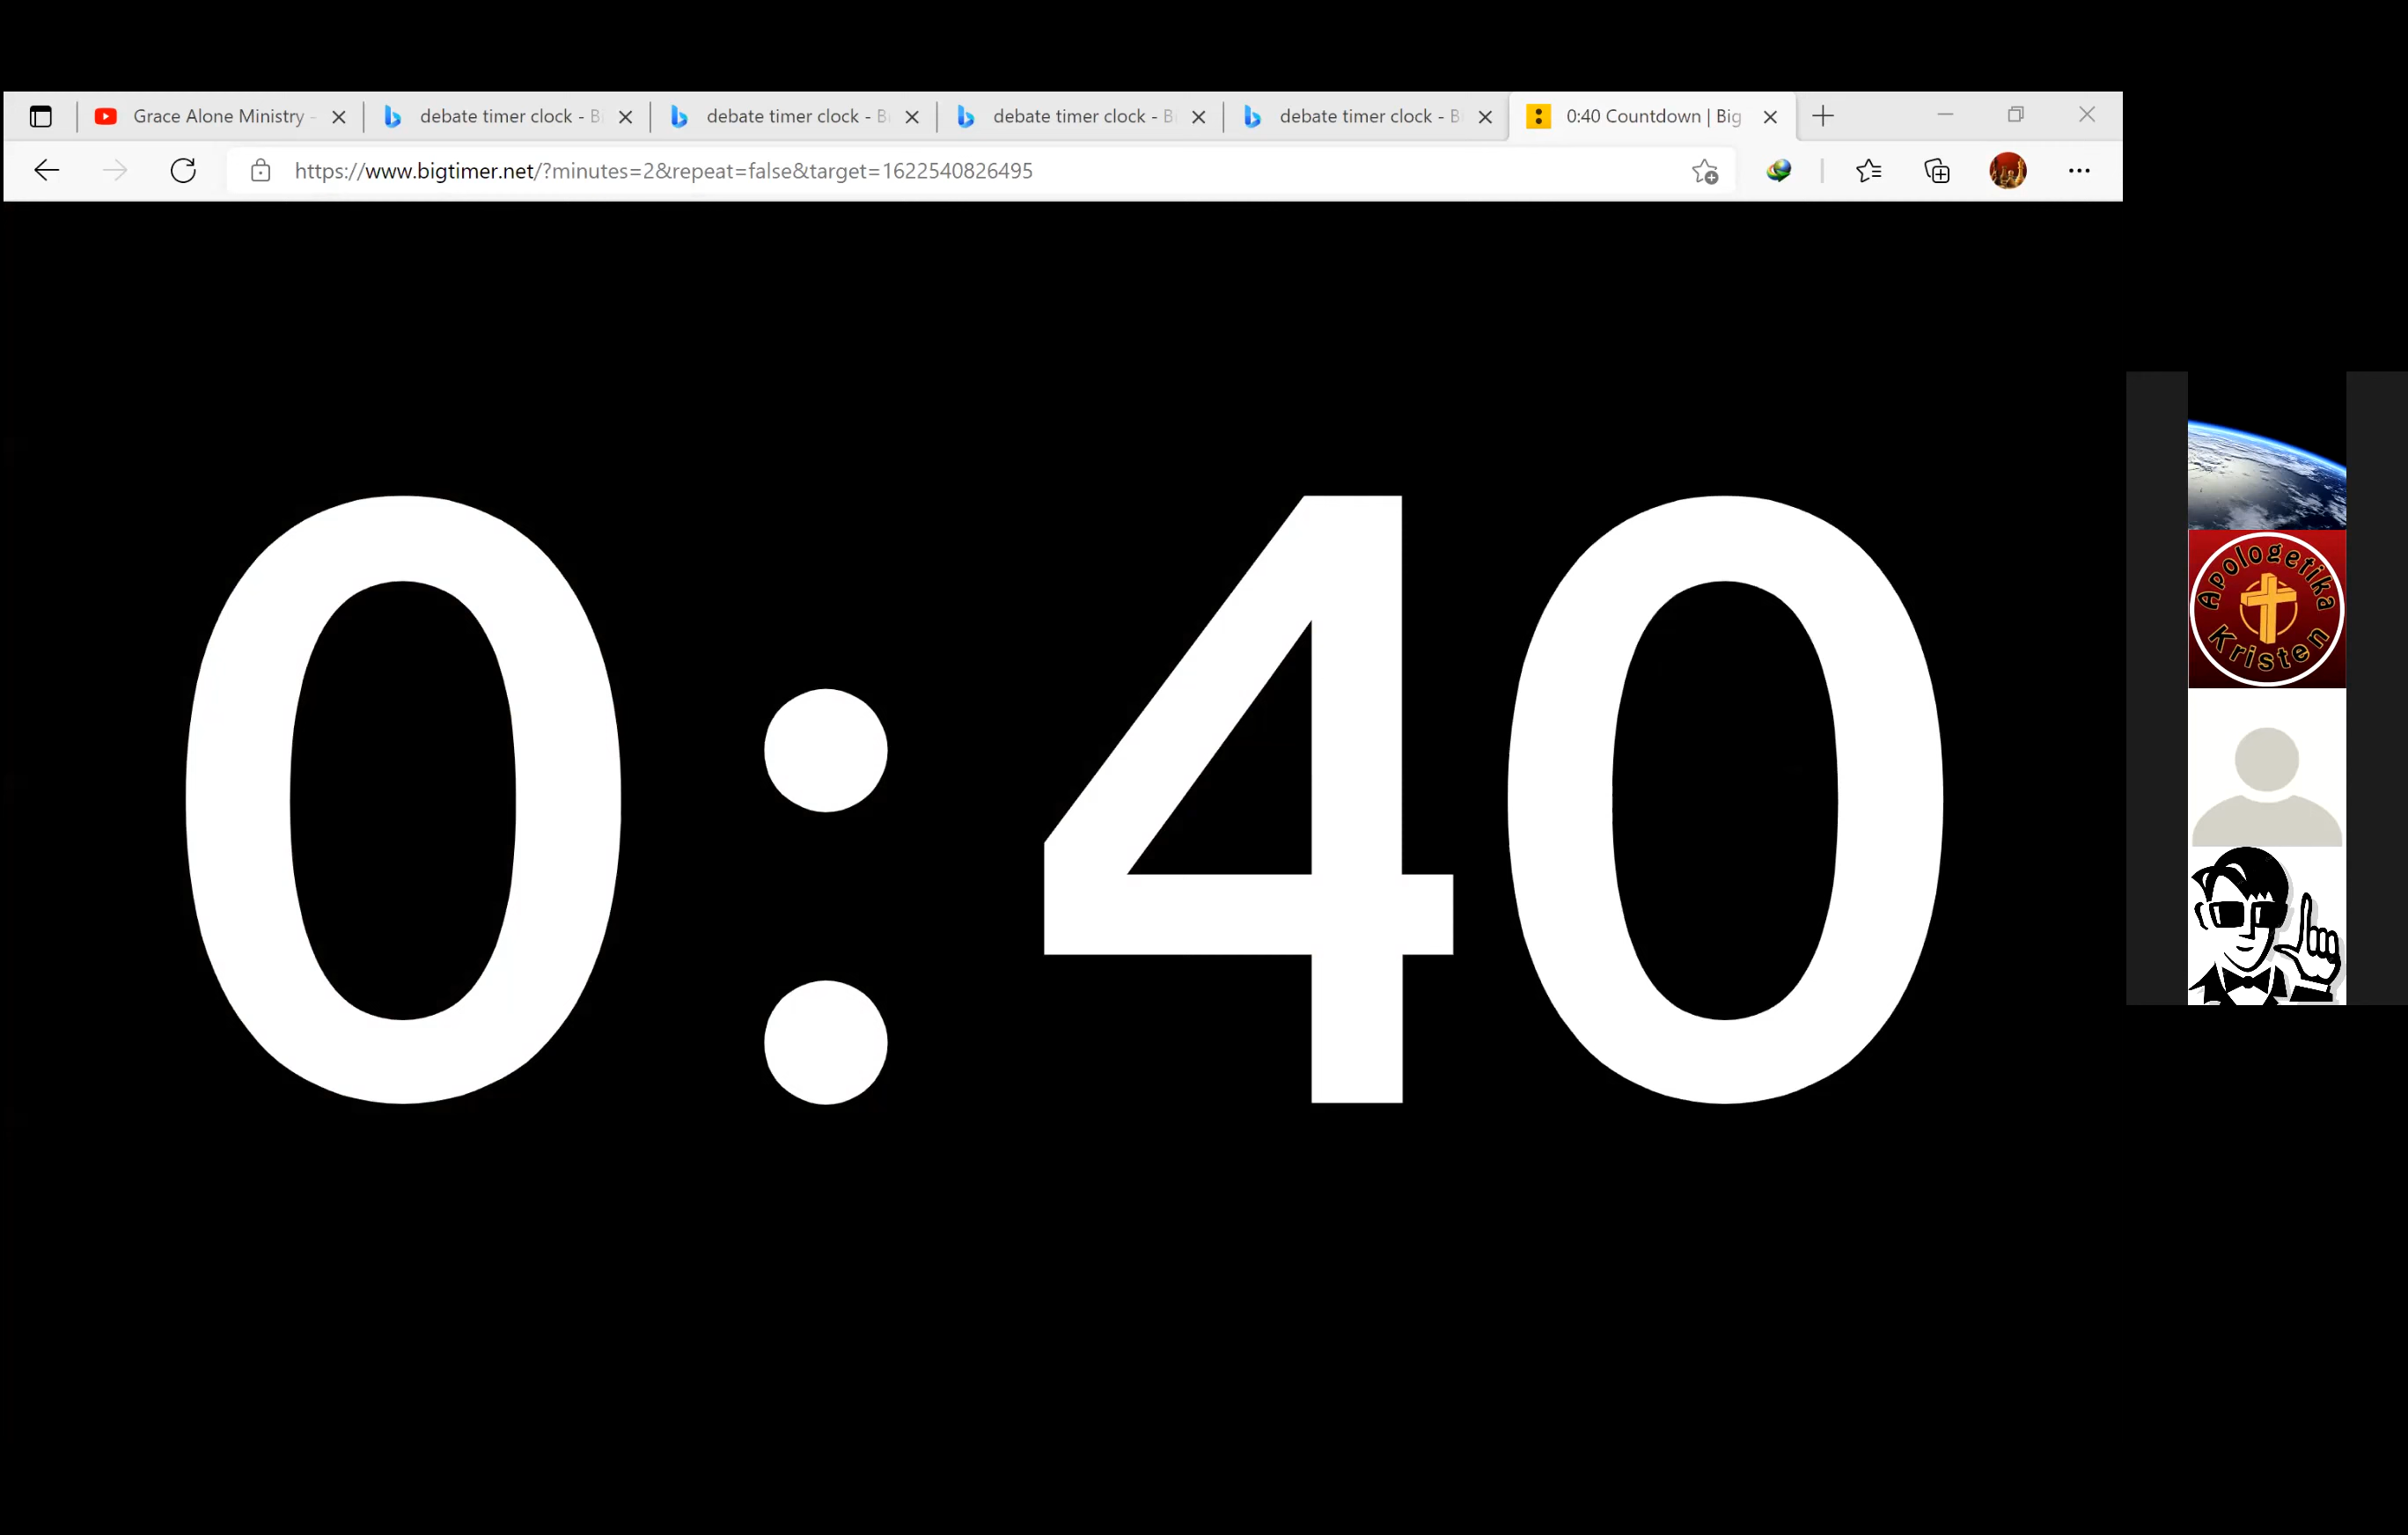 Grace Alone Ministry -
debate timer clock - B
debate timer clock - B
debate timer clock - B
debate timer clock - B
0:40 Countdown | Big
https://www.bigtimer.net/?minutes=2&repeat=false&target=1622540826495
0:40
Apologetika
Kristen